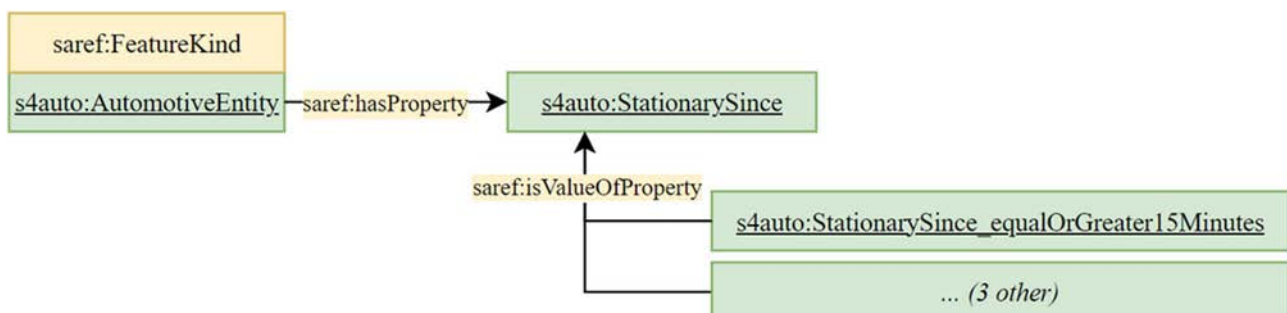 saref:FeatureKind
s4auto:AutomotiveEntity
saref:hasProperty
s4auto:StationarySince
saref:isValueOfProperty
s4auto:StationarySince_equalOrGreater15Minutes
... (3 other)